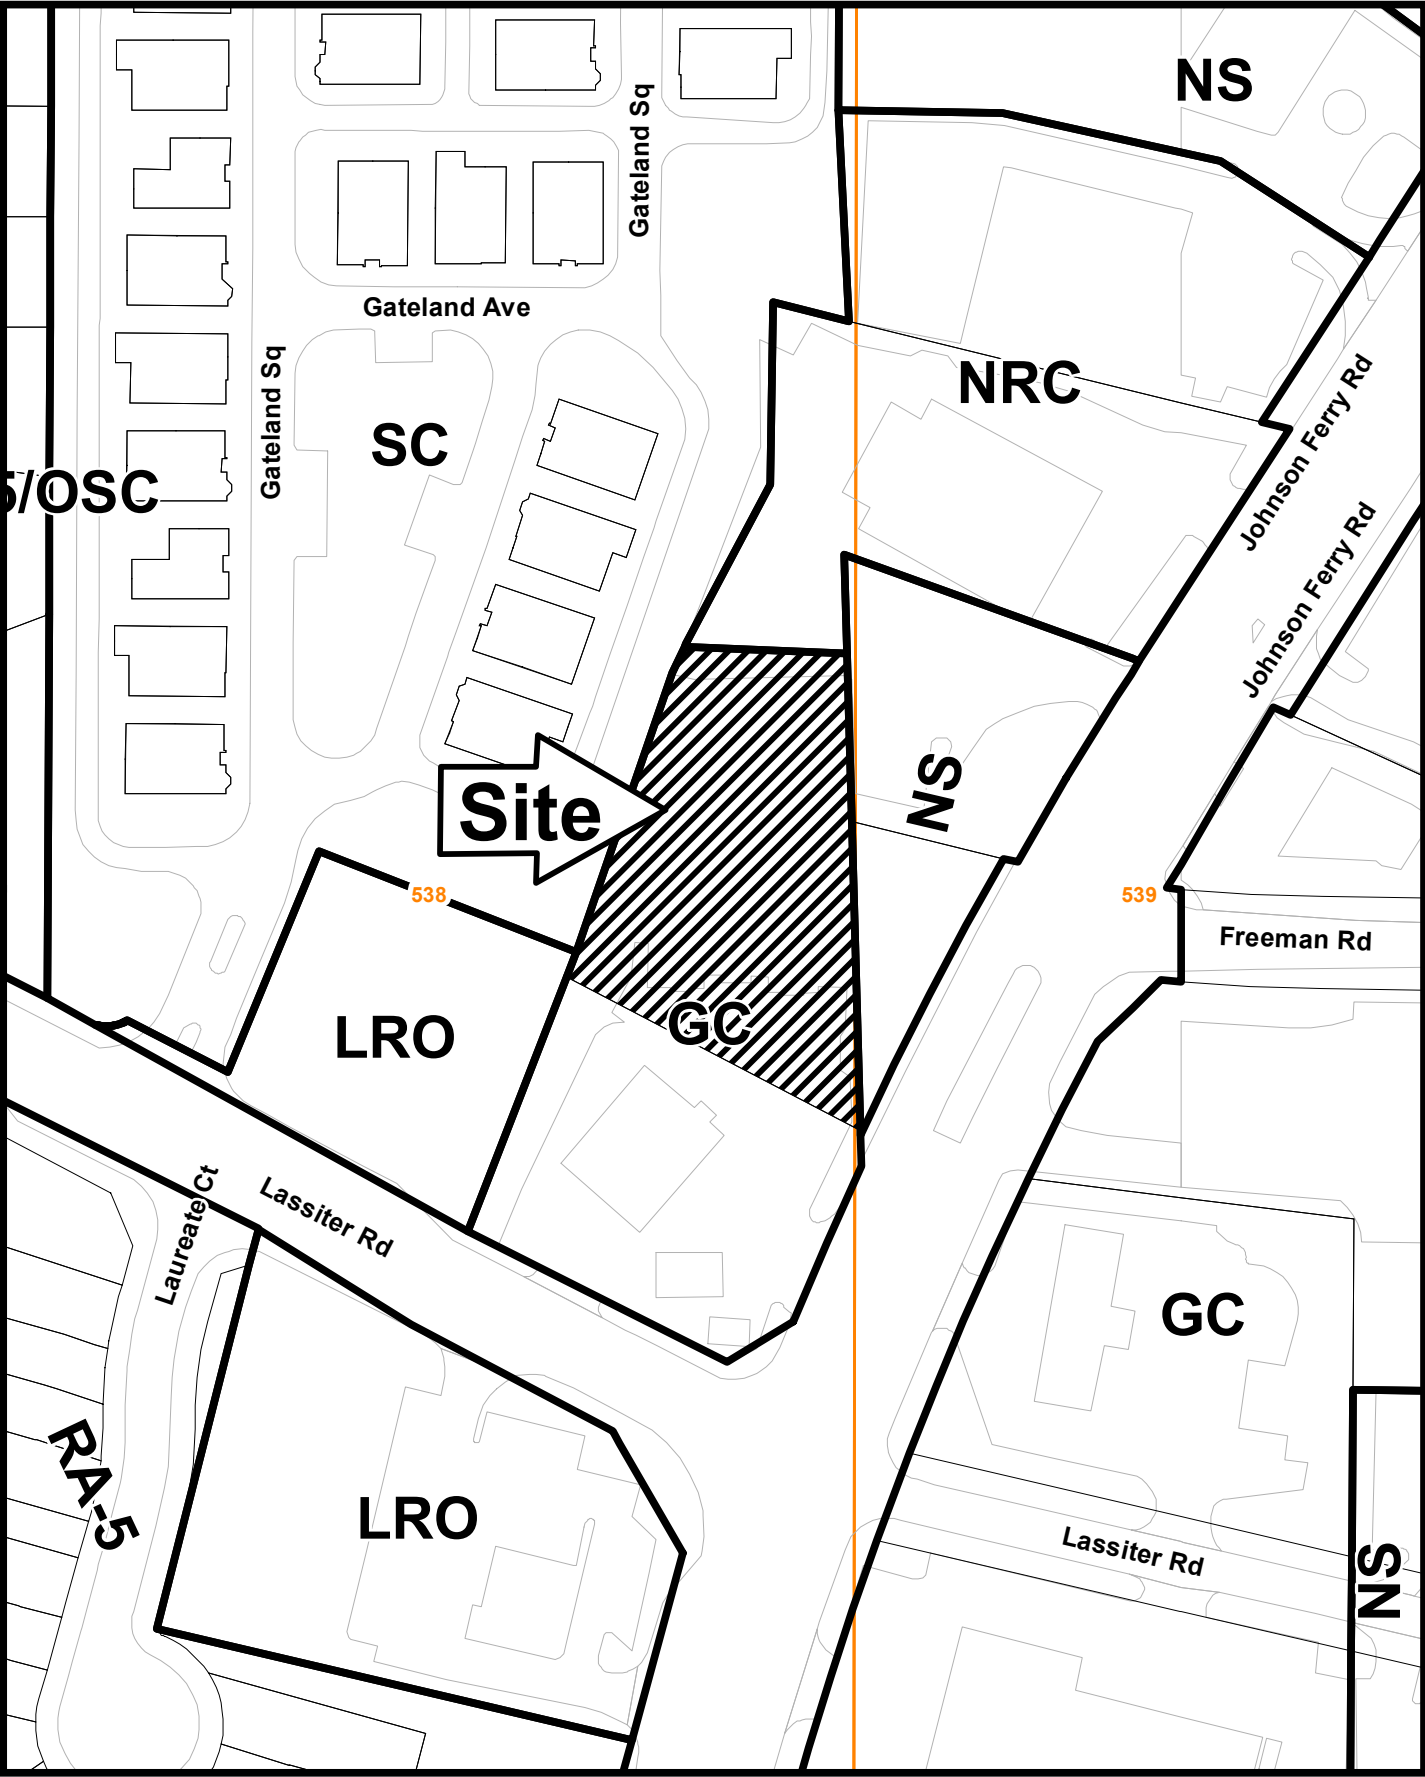 NS
Gateland Sq
Gateland Ave
NRC
Gateland Sq
SC
Johnson Ferry Rd
5/OSC
Johnson Ferry Rd
NS
Site
538
539
Freeman Rd
LRO
GC
Laureate Ct
Lassiter Rd
GC
RA-5
LRO
Lassiter Rd
NS